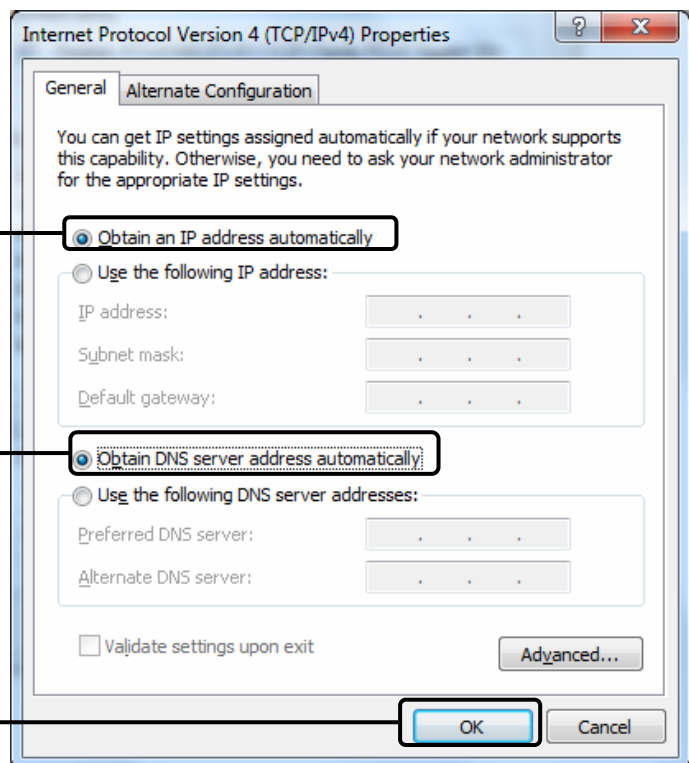 Internet Protocol Version 4 (TCP/IPv4) Properties
?
X
General
Alternate Configuration
You can get IP settings assigned automatically if your network supports
this capability. Otherwise, you need to ask your network administrator
for the appropriate IP settings.
Obtain an IP address automatically
Use the following IP address:
IP address:
. . .
Subnet mask:
. . .
Default gateway:
. . .
Obtain DNS server address automatically
Use the following DNS server addresses:
Preferred DNS server:
. . .
Alternate DNS server:
. . .
Validate settings upon exit
Advanced...
OK
Cancel